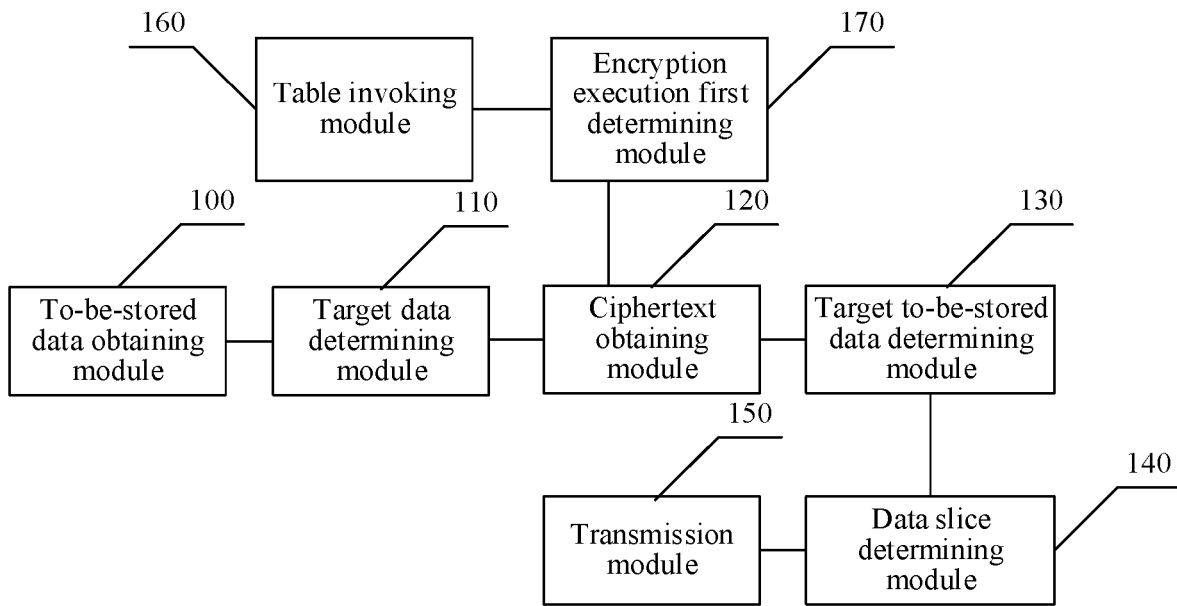 160
170
Table invoking
module
Encryption
execution first
determining
module
100
110
120
130
To-be-stored
data obtaining
module
Target data
determining
module
Ciphertext
obtaining
module
Target to-be-stored
data determining
module
150
140
Transmission
module
Data slice
determining
module